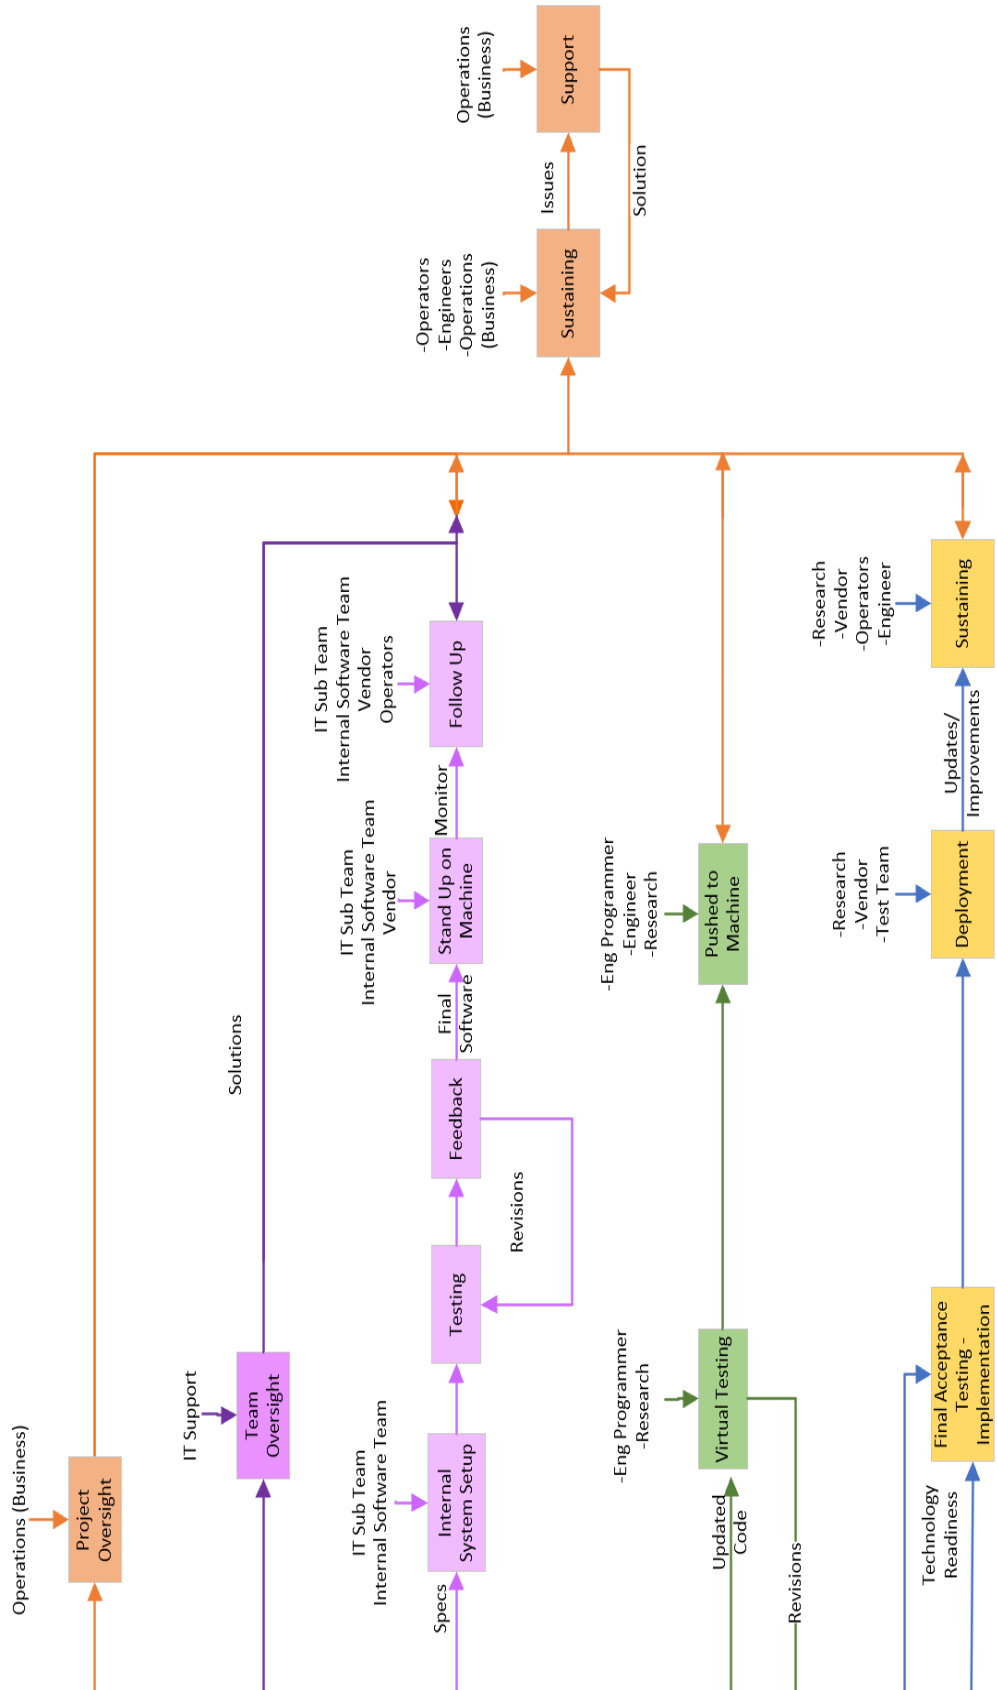 Operations (Business)
Project
Oversight
IT Support
Team
Oversight
Solutions
Specs
IT Sub Team
Internal Software Team
Internal
System Setup
Testing
Revisions
Feedback
Final
Software
IT Sub Team
Internal Software Team
Vendor
Stand Up on
Machine
Monitor
IT Sub Team
Internal Software Team
Vendor
Operators
Follow Up
-Operators
-Engineers
-Operations
(Business)
Sustaining
Issues
Solution
Operations
(Business)
Support
Updated
Code
Revisions
-Eng Programmer
-Research
Virtual Testing
-Eng Programmer
-Engineer
-Research
Pushed to
Machine
Technology
Readiness
Final Acceptance
Testing -
Implementation
-Research
-Vendor
-Test Team
Deployment
Updates/
Improvements
-Research
-Vendor
-Operators
-Engineer
Sustaining